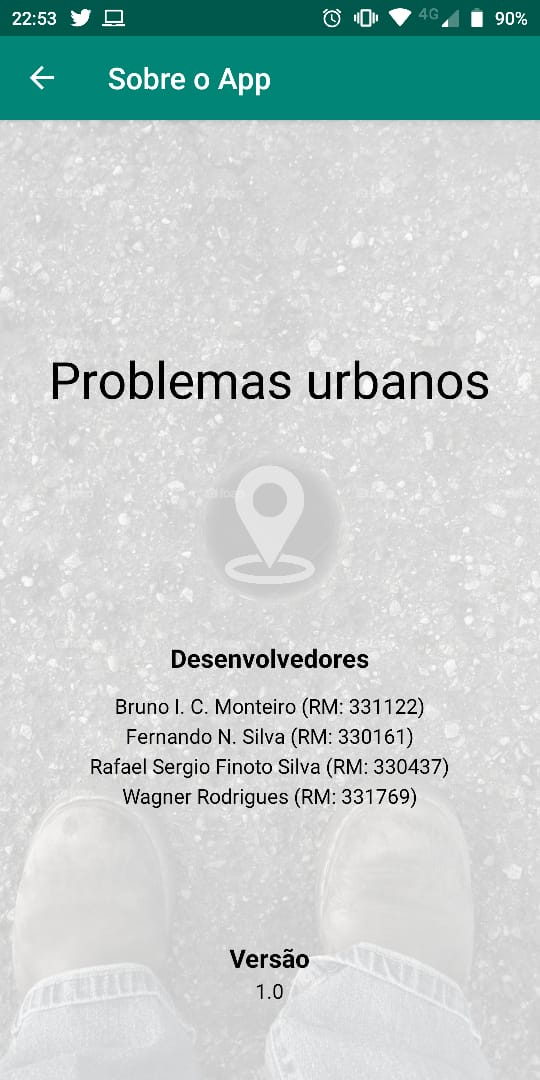 22:53 4G 90%
Sobre o App
Problemas urbanos
Desenvolvedores
Bruno I. C. Monteiro (RM: 331122)
Fernando N. Silva (RM: 330161)
Rafael Sergio Finoto Silva (RM: 330437)
Wagner Rodrigues (RM: 331769)
Versão
1.0